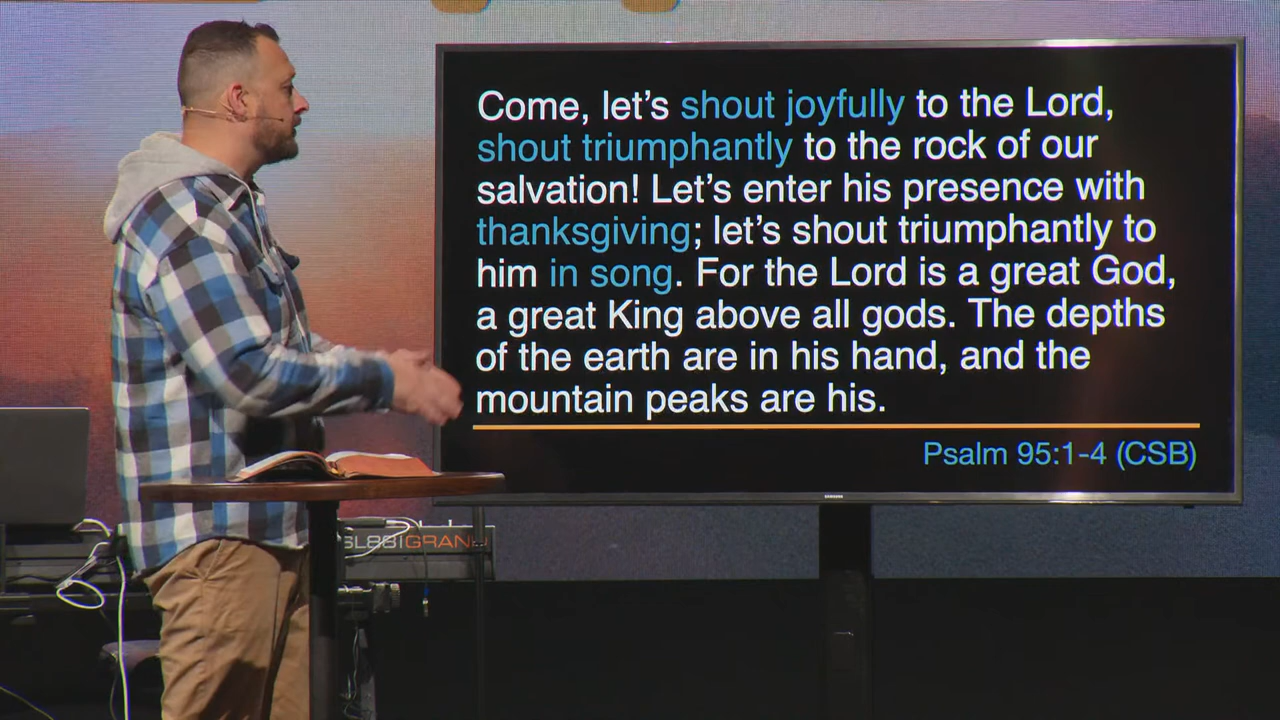 Come, let’s shout joyfully to the Lord,
shout triumphantly to the rock of our
salvation! Let’s enter his presence with
thanksgiving; let’s shout triumphantly to
him in song. For the Lord is a great God,
a great King above all gods. The depths
of the earth are in his hand, and the
mountain peaks are his.
Psalm 95:1-4 (CSB)
SAMSUNG
SL88|GRAND